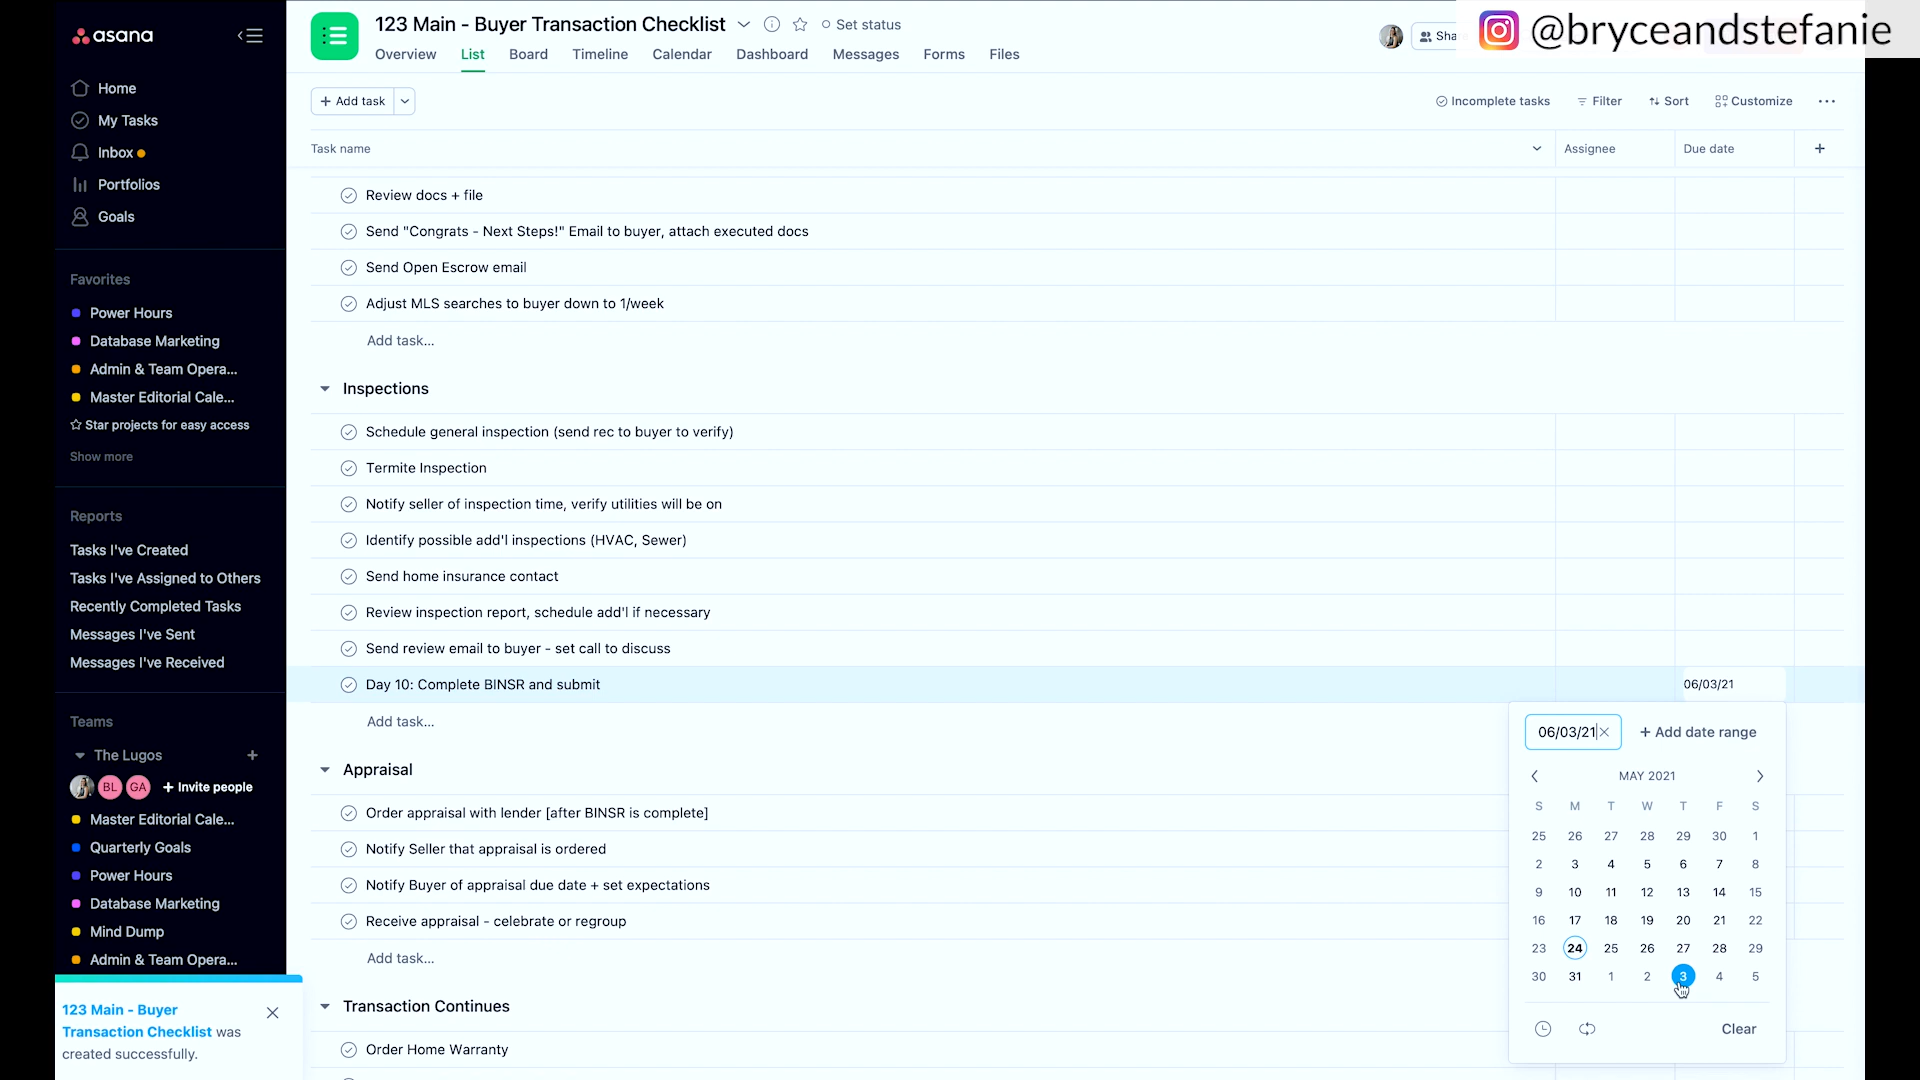 asana
Home
My Tasks
Inbox
Portfolios
Goals
Favorites
Power Hours
Database Marketing
Admin & Team Opera...
Master Editorial Cale...
Star projects for easy access
Show more
Reports
Tasks I've Created
Tasks I've Assigned to Others
Recently Completed Tasks
Messages I've Sent
Messages I've Received
Teams
The Lugos
BL GA + Invite people
Master Editorial Cale...
Quarterly Goals
Power Hours
Database Marketing
Mind Dump
Admin & Team Opera...
123 Main - Buyer
Transaction Checklist was
created successfully.
123 Main - Buyer Transaction Checklist Set status
Overview List Board Timeline Calendar Dashboard Messages Forms Files
@bryceandstefanie
+ Add task
Incomplete tasks Filter Sort Customize
Task name Assignee Due date +
Review docs + file
Send "Congrats - Next Steps!" Email to buyer, attach executed docs
Send Open Escrow email
Adjust MLS searches to buyer down to 1/week
Add task...
Inspections
Schedule general inspection (send rec to buyer to verify)
Termite Inspection
Notify seller of inspection time, verify utilities will be on
Identify possible add'l inspections (HVAC, Sewer)
Send home insurance contact
Review inspection report, schedule add'l if necessary
Send review email to buyer - set call to discuss
Day 10: Complete BINSR and submit 06/03/21
Add task...
Appraisal
Order appraisal with lender [after BINSR is complete]
Notify Seller that appraisal is ordered
Notify Buyer of appraisal due date + set expectations
Receive appraisal - celebrate or regroup
Add task...
Transaction Continues
Order Home Warranty
06/03/21 + Add date range
MAY 2021
S M T W T F S
25 26 27 28 29 30 1
2 3 4 5 6 7 8
9 10 11 12 13 14 15
16 17 18 19 20 21 22
23 24 25 26 27 28 29
30 31 1 2 3 4 5
Clear